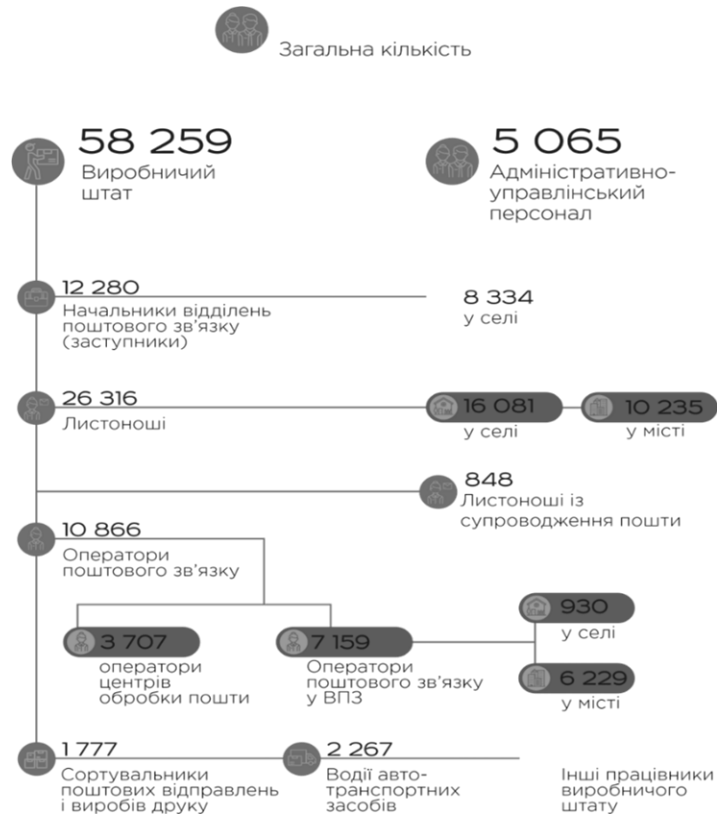 Загальна кількість
58 259
Виробничий
штат
5 065
Адміністративно-
управлінський
персонал
12 280
Начальники відділень
поштового зв'язку
(заступники)
8 334
у селі
26 316
Листоноші
16 081
у селі
10 235
у місті
848
Листоноші із
супроводження пошти
10 866
Оператори
поштового зв'язку
3 707
оператори
центрів
обробки пошти
7 159
Оператори
поштового зв'язку
у ВПЗ
930
у селі
6 229
у місті
1 777
Сортувальники
поштових відправлень
і виробів друку
2 267
Водії авто-
транспортних
засобів
Інші працівники
виробничого
штату